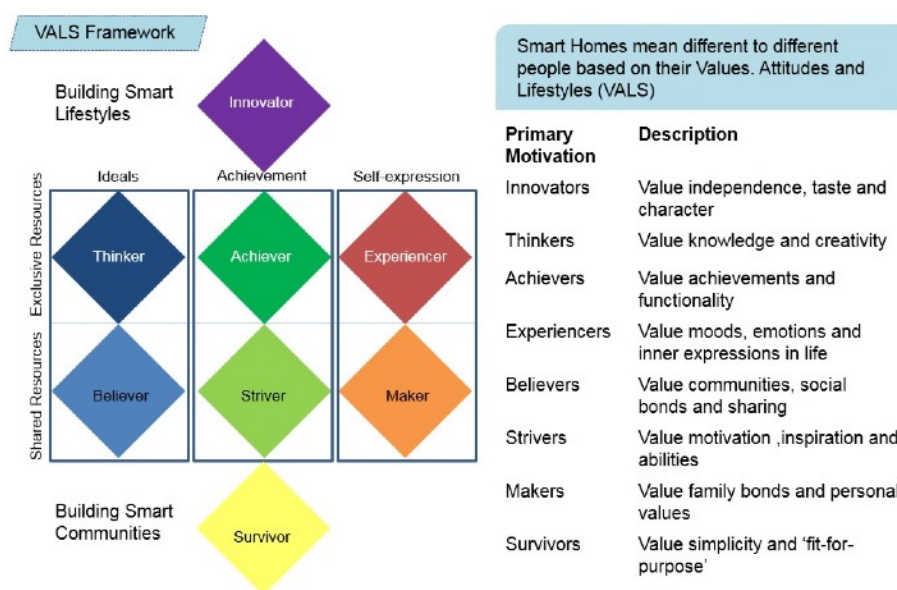 VALS Framework
Building Smart
Lifestyles
Innovator
Ideals
Achievement
Self-expression
Exclusive Resources
Thinker
Achiever
Experiencer
Shared Resources
Believer
Striver
Maker
Building Smart
Communities
Survivor
Smart Homes mean different to different
people based on their Values. Attitudes and
Lifestyles (VALS)
Primary
Motivation
Description
Innovators
Value independence, taste and
character
Thinkers
Value knowledge and creativity
Achievers
Value achievements and
functionality
Experiencers
Value moods, emotions and
inner expressions in life
Believers
Value communities, social
bonds and sharing
Strivers
Value motivation ,inspiration and
abilities
Makers
Value family bonds and personal
values
Survivors
Value simplicity and ‘fit-for-
purpose’